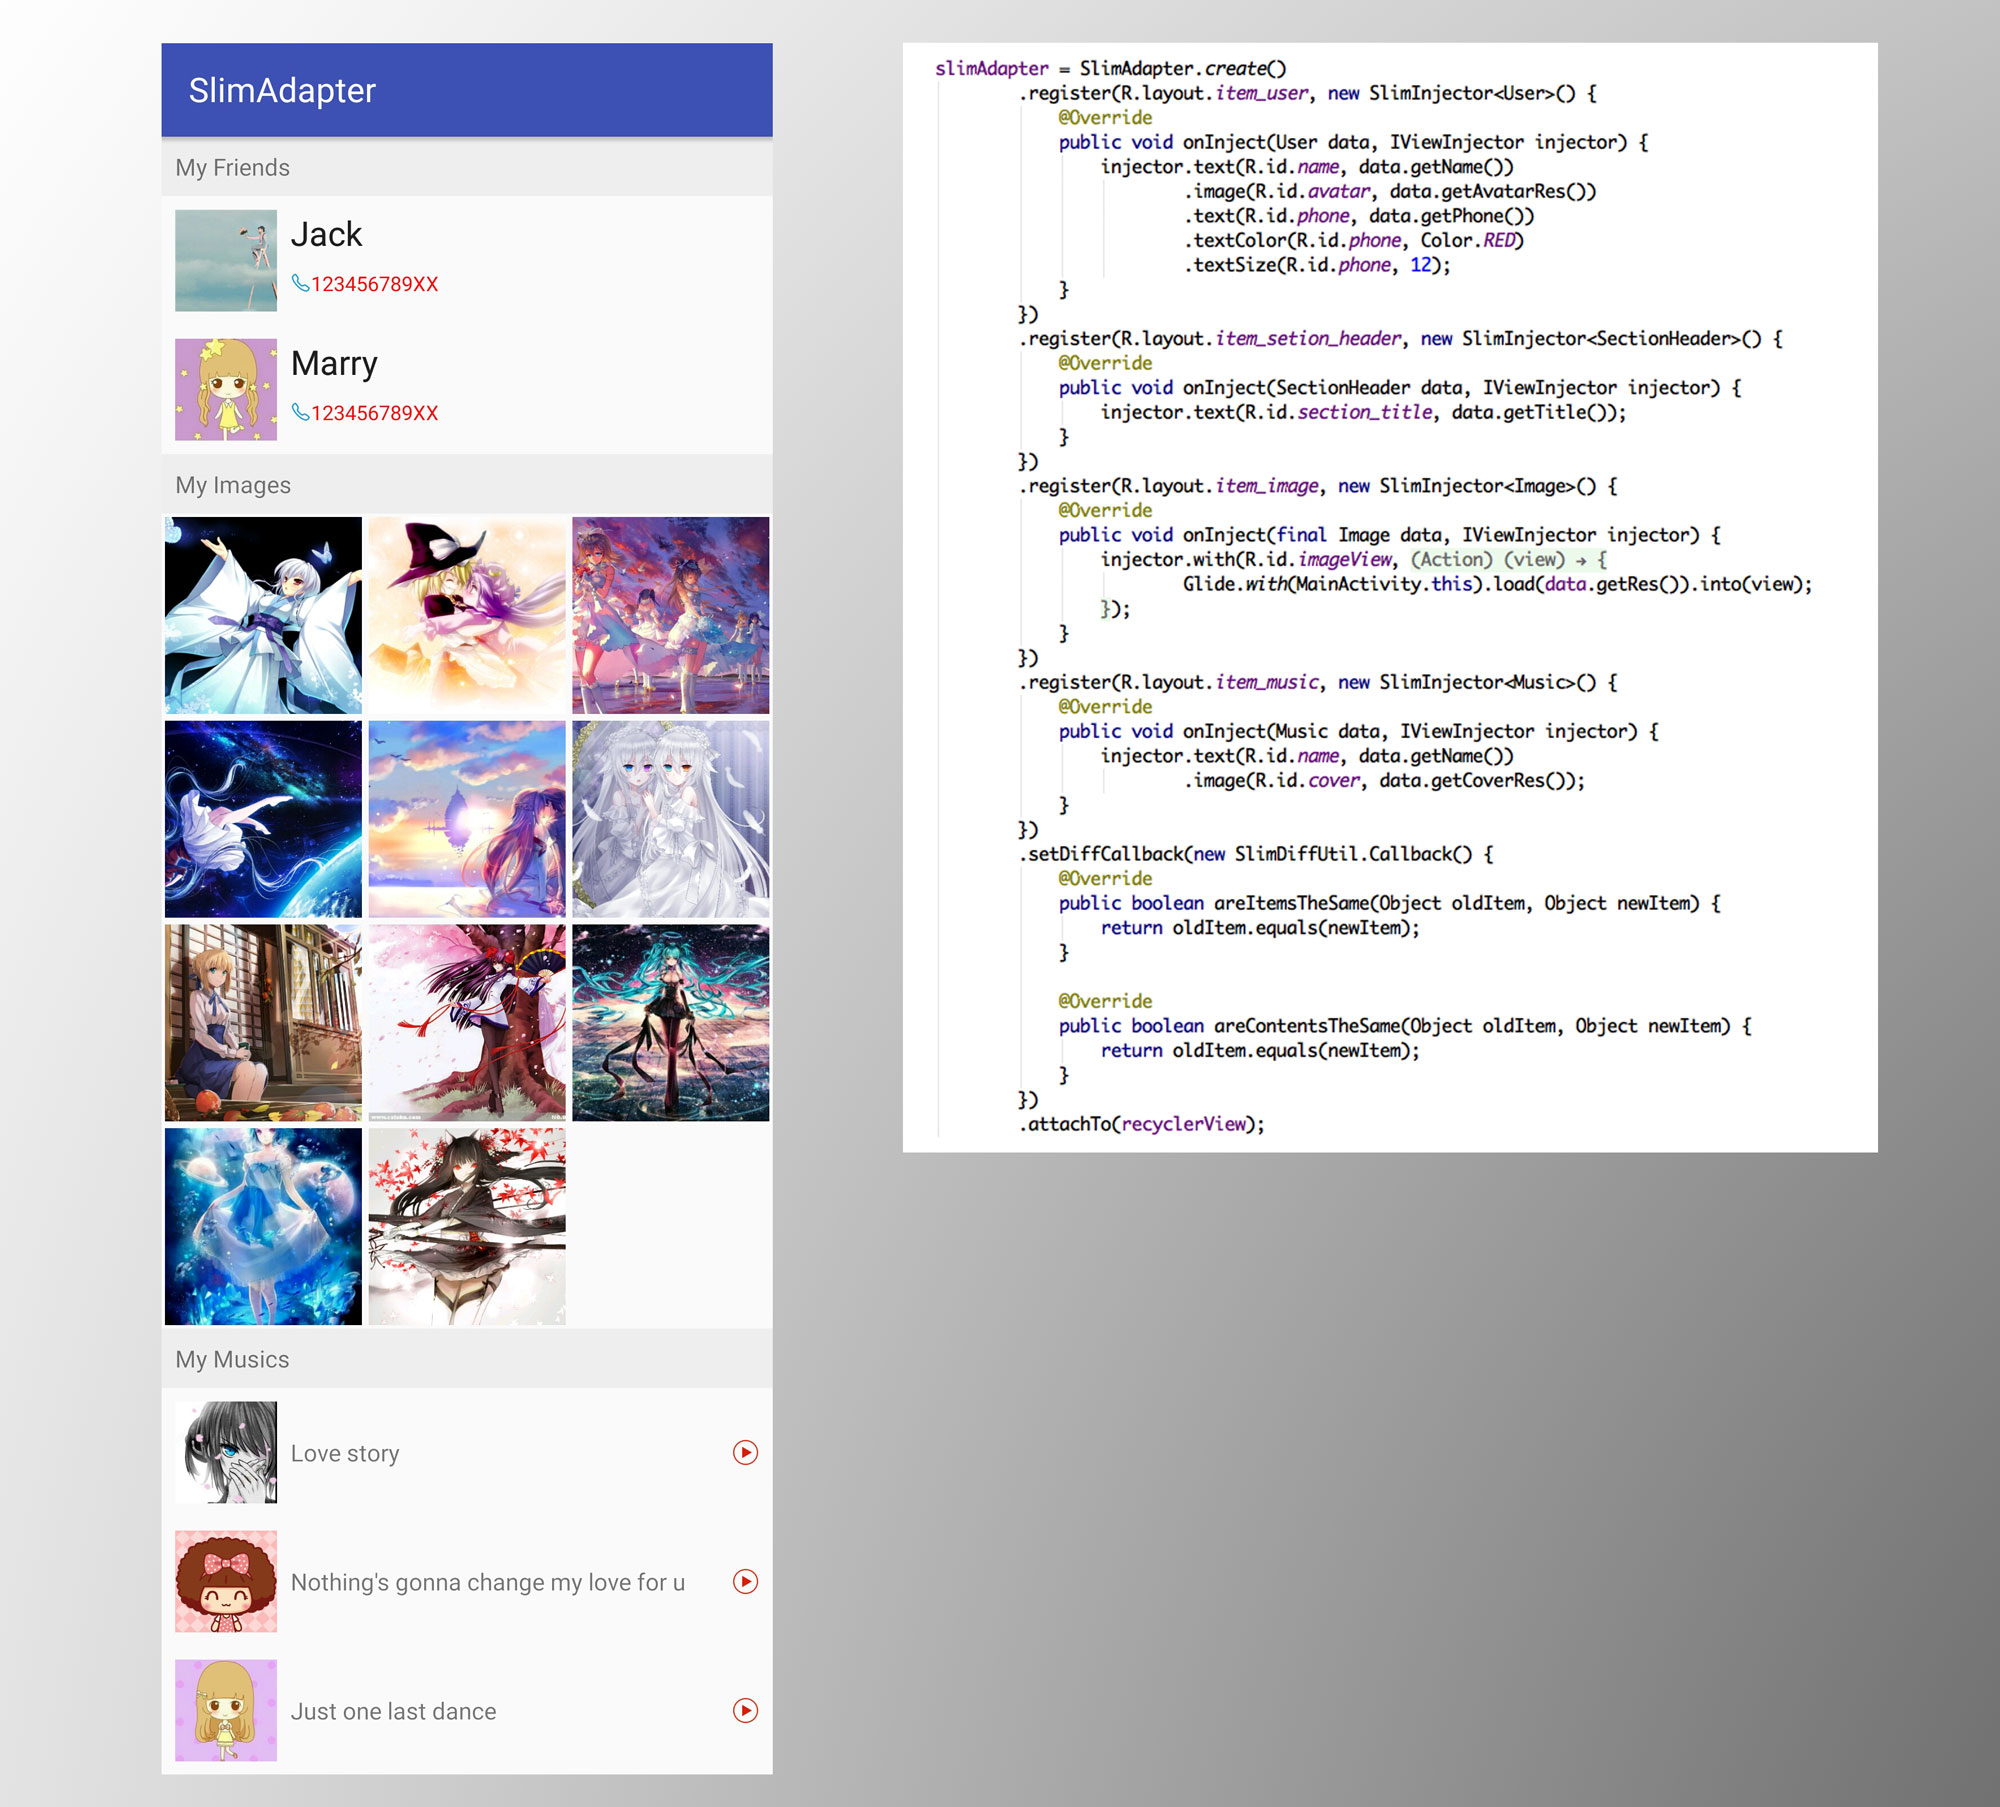 SlimAdapter
My Friends
Jack
123456789XX
Marry
123456789XX
My Images
www.cstoba.com
My Musics
Love story
Nothing's gonna change my love for u
Just one last dance
slimAdapter = SlimAdapter.create()
.register(R.layout.item_user, new SlimInjector<User>() {
@Override
public void onInject(User data, IViewInjector injector) {
injector.text(R.id.name, data.getName())
.image(R.id.avatar, data.getAvatarRes())
.text(R.id.phone, data.getPhone())
.textColor(R.id.phone, Color.RED)
.textSize(R.id.phone, 12);
}
})
.register(R.layout.item_setion_header, new SlimInjector<SectionHeader>() {
@Override
public void onInject(SectionHeader data, IViewInjector injector) {
injector.text(R.id.section_title, data.getTitle());
}
})
.register(R.layout.item_image, new SlimInjector<Image>() {
@Override
public void onInject(final Image data, IViewInjector injector) {
injector.with(R.id.imageView, (Action) (view) → {
Glide.with(MainActivity.this).load(data.getRes()).into(view);
});
}
})
.register(R.layout.item_music, new SlimInjector<Music>() {
@Override
public void onInject(Music data, IViewInjector injector) {
injector.text(R.id.name, data.getName())
.image(R.id.cover, data.getCoverRes());
}
})
.setDiffCallback(new SlimDiffUtil.Callback() {
@Override
public boolean areItemsTheSame(Object oldItem, Object newItem) {
return oldItem.equals(newItem);
}
@Override
public boolean areContentsTheSame(Object oldItem, Object newItem) {
return oldItem.equals(newItem);
}
})
.attachTo(recyclerView);